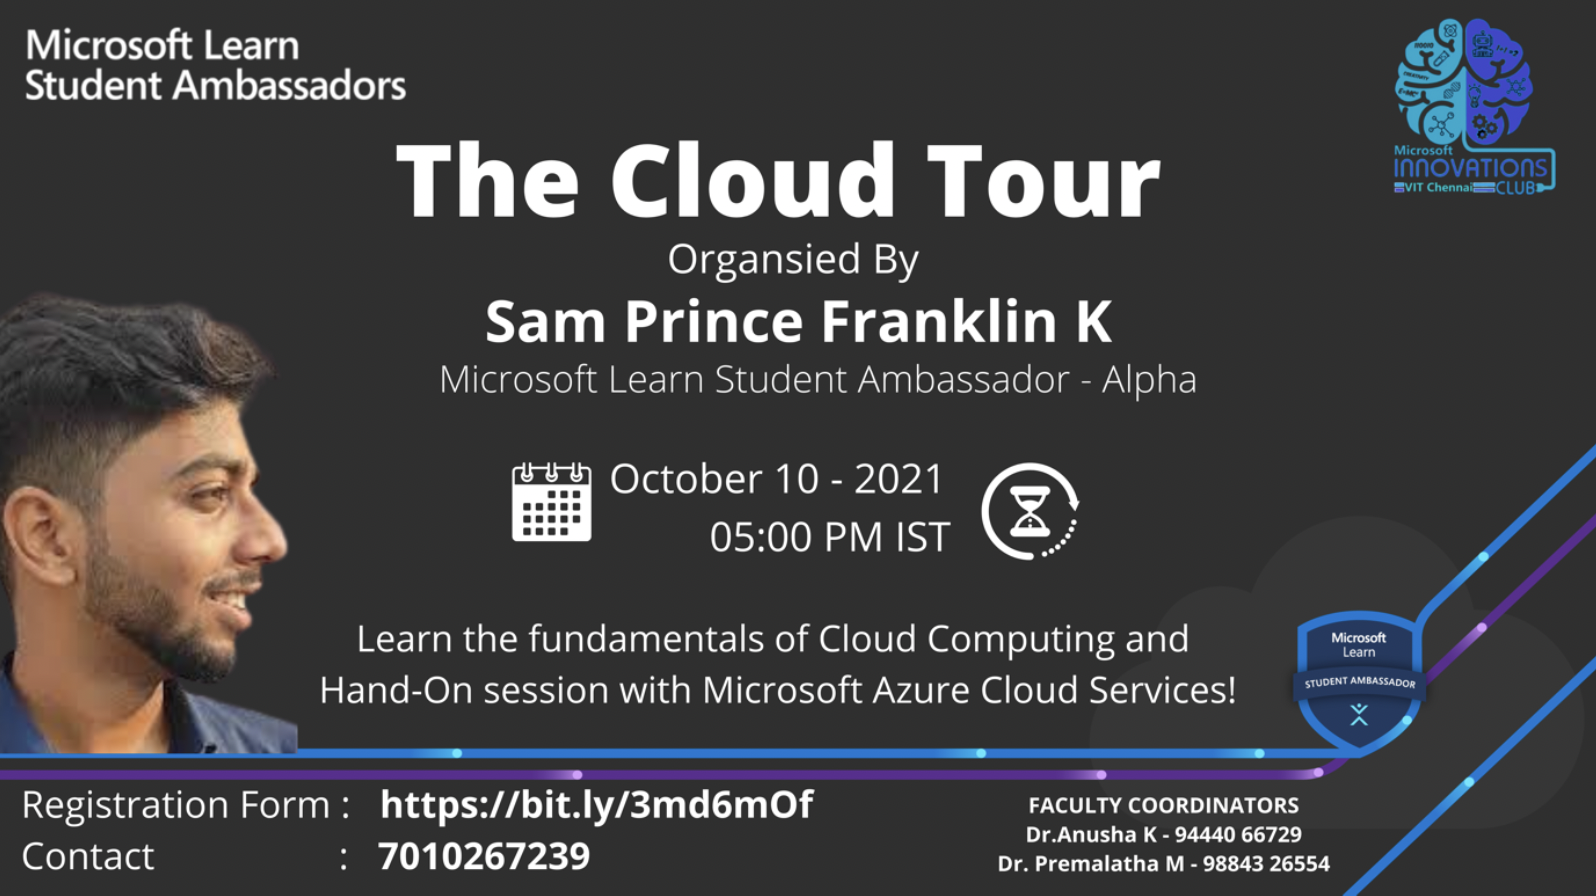 Microsoft Learn
Student Ambassadors
Microsoft
INNOVATIONS
VIT Chennai CLUB
The Cloud Tour
Organsied By
Sam Prince Franklin K
Microsoft Learn Student Ambassador - Alpha
October 10 - 2021
05:00 PM IST
Learn the fundamentals of Cloud Computing and
Hand-On session with Microsoft Azure Cloud Services!
Microsoft
Learn
STUDENT AMBASSADOR
Registration Form : https://bit.ly/3md6mOf
Contact : 7010267239
FACULTY COORDINATORS
Dr.Anusha K - 94440 66729
Dr. Premalatha M - 98843 26554